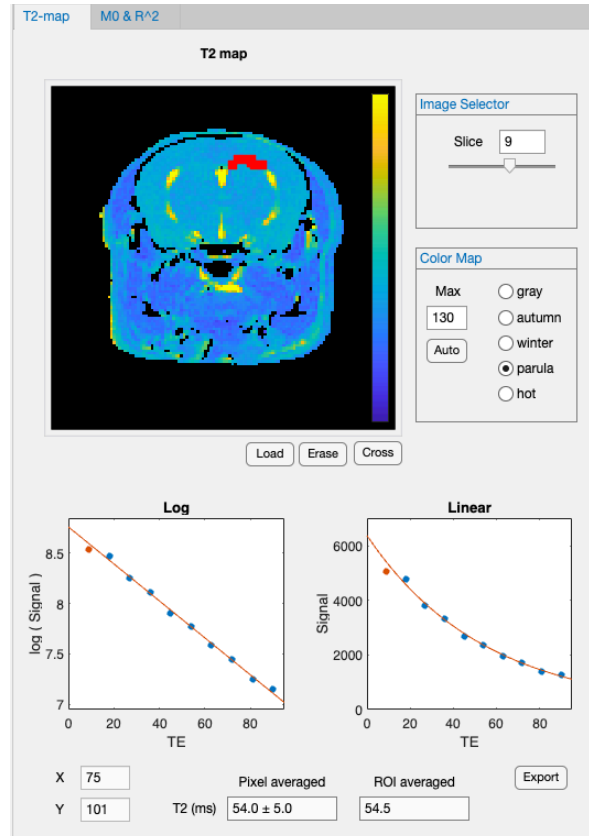 T2-map M0 & R^2
T2 map
Image Selector
Slice 9
Color Map
Max
130
Auto
gray
autumn
winter
parula
hot
Load Erase Cross
Log
log ( Signal )
8.5
8
7.5
7
0 20 40 60 80
TE
Linear
Signal
6000
4000
2000
0
0 20 40 60 80
TE
X 75
Y 101
Pixel averaged ROI averaged
T2 (ms) 54.0 ± 5.0 54.5
Export